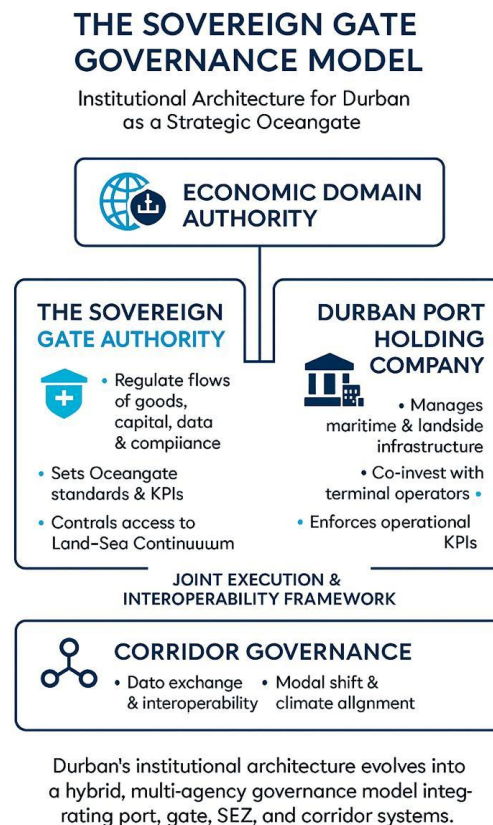 THE SOVEREIGN GATE
GOVERNANCE MODEL
Institutional Architecture for Durban
as a Strategic Oceangate
ECONOMIC DOMAIN
AUTHORITY
THE SOVEREIGN
GATE AUTHORITY
• Regulate flows
of goods,
capital, data
& compiiance
• Sets Oceangate
standards & KPIs
• Contrals access to
Land–Sea Continuuum
DURBAN PORT
HOLDING
COMPANY
• Manages
maritime & landside
infrastructure
• Co-invest with
terminal operators •
• Enforces operational
KPIs
JOINT EXECUTION &
INTEROPERABILITY FRAMEWORK
CORRIDOR GOVERNANCE
• Dato exchange
& interoperability
• Modal shift &
climate allgnment
Durban's institutional architecture evolves into
a hybrid, multi-agency governance model integ-
rating port, gate, SEZ, and corridor systems.